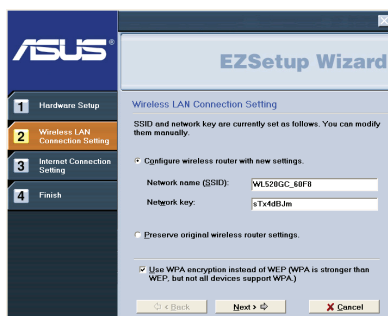 ASUS®
EZSetup Wizard
1 Hardware Setup
2 Wireless LAN
Connection Setting
3 Internet Connection
Setting
4 Finish
Wireless LAN Connection Setting
SSID and network key are currently set as follows. You can modify
them manually.
Configure wireless router with new settings.
Network name (SSID): WL520GC_60F8
Network key: sTx4dBJm
Preserve original wireless router settings.
Use WPA encryption instead of WEP (WPA is stronger than
WEP, but not all devices support WPA.)
< Back Next > Cancel